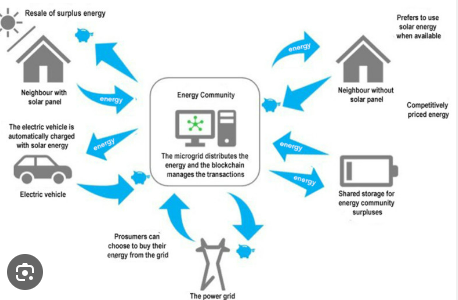 Resale of surplus energy
Prefers to use
solar energy
when available
energy
Neighbour with
solar panel
energy
Energy Community
Neighbour without
solar panel
Competitively
priced energy
The electric vehicle is
automatically charged
with solar energy
energy
The microgrid distributes the
energy and the blockchain
manages the transactions
energy
energy
Electric vehicle
Shared storage for
energy community
surpluses
Prosumers can
choose to buy their
energy from the grid
The power grid